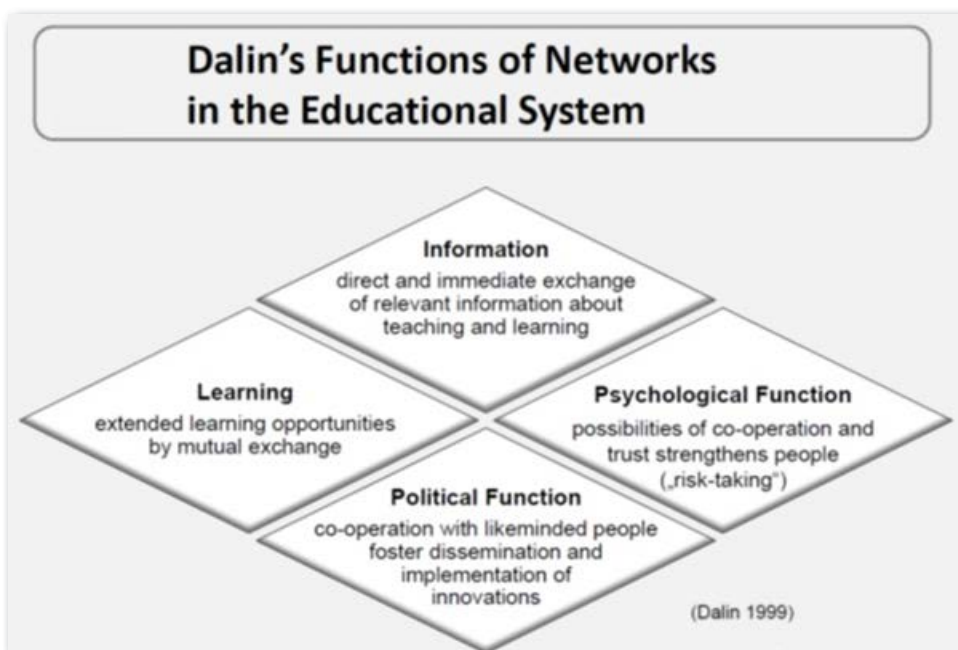 Dalin's Functions of Networks
in the Educational System
Information
direct and immediate exchange
of relevant information about
teaching and learning
Learning
extended learning opportunities
by mutual exchange
Psychological Function
possibilities of co-operation and
trust strengthens people
(„risk-taking“)
Political Function
co-operation with likeminded people
foster dissemination and
implementation of
innovations
(Dalin 1999)